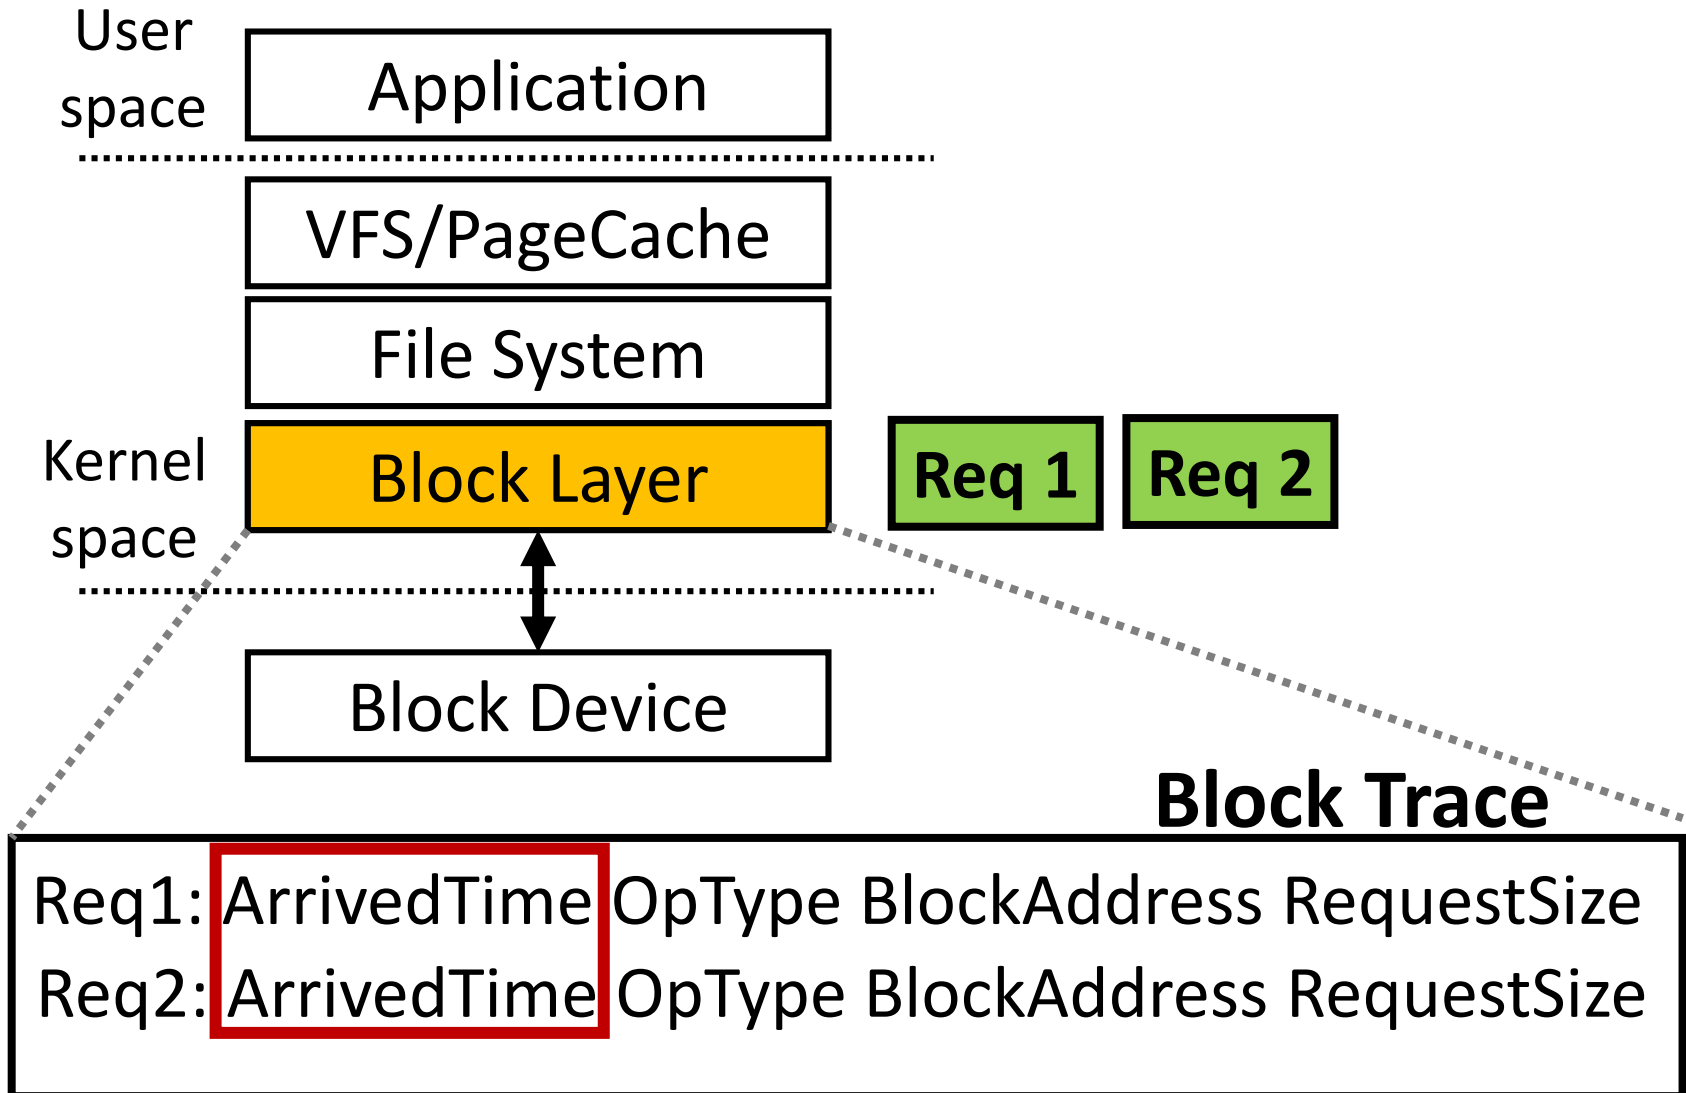 User
space
Application
VFS/PageCache
File System
Kernel
space
Block Layer
Req 1
Req 2
Block Device
Block Trace
Req1: ArrivedTime OpType BlockAddress RequestSize
Req2: ArrivedTime OpType BlockAddress RequestSize